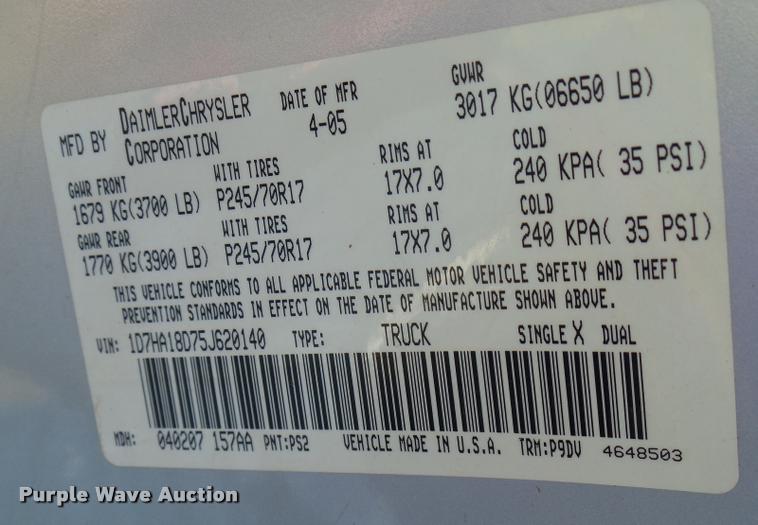 MFD BY DAIMLERCHRYSLER CORPORATION DATE OF MFR 4-05 GVWR 3017 KG(06650 LB)
GAWR FRONT WITH TIRES RIMS AT COLD
1679 KG(3700 LB) P245/70R17 17X7.0 240 KPA( 35 PSI)
GAWR REAR WITH TIRES RIMS AT COLD
1770 KG(3900 LB) P245/70R17 17X7.0 240 KPA( 35 PSI)
THIS VEHICLE CONFORMS TO ALL APPLICABLE FEDERAL MOTOR VEHICLE SAFETY AND THEFT
PREVENTION STANDARDS IN EFFECT ON THE DATE OF MANUFACTURE SHOWN ABOVE.
VIN: 1D7HA18D75J620140 TYPE: TRUCK SINGLE X DUAL
MDH: 040207 157AA PNT:PS2 VEHICLE MADE IN U.S.A. TRM:P9DV 4648503
Purple Wave Auction